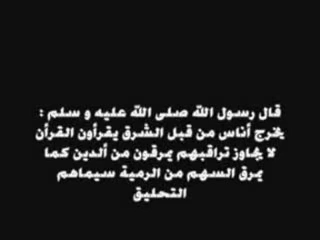 قال رسول الله صلى الله عليه و سلم :
يخرج أناس من قبل الشرق يقرأون القرآن
لا يجاوز تراقبهم يمرقون من ألدين كما
يمرق السهم من الرمية سيماهم
التحليق